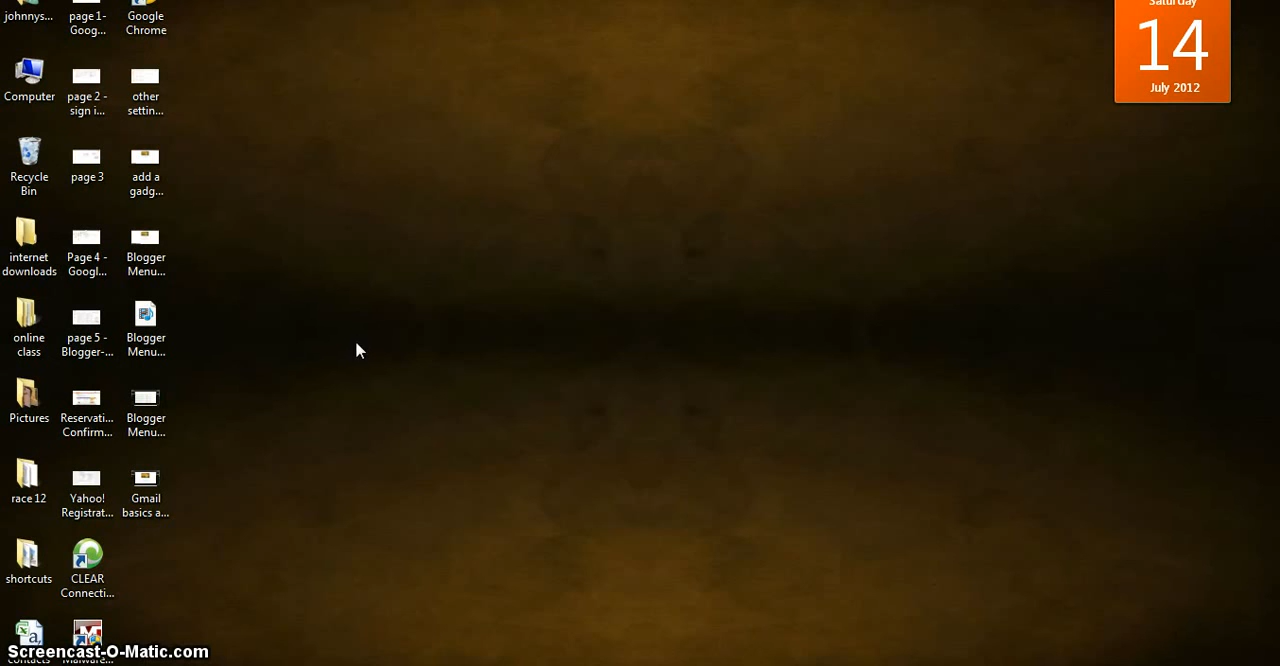 johnnys...
page 1-
Goog...
Google
Chrome
Computer
page 2 -
sign i...
other
settin...
Recycle
Bin
page 3
add a
gadg...
internet
downloads
Page 4 -
Googl...
Blogger
Menu...
online
class
page 5 -
Blogger-...
Blogger
Menu...
Pictures
Reservati...
Confirm...
Blogger
Menu...
race 12
Yahoo!
Registrat...
Gmail
basics a...
shortcuts
CLEAR
Connecti...
Screencast-O-Matic.com
Saturday
14
July 2012